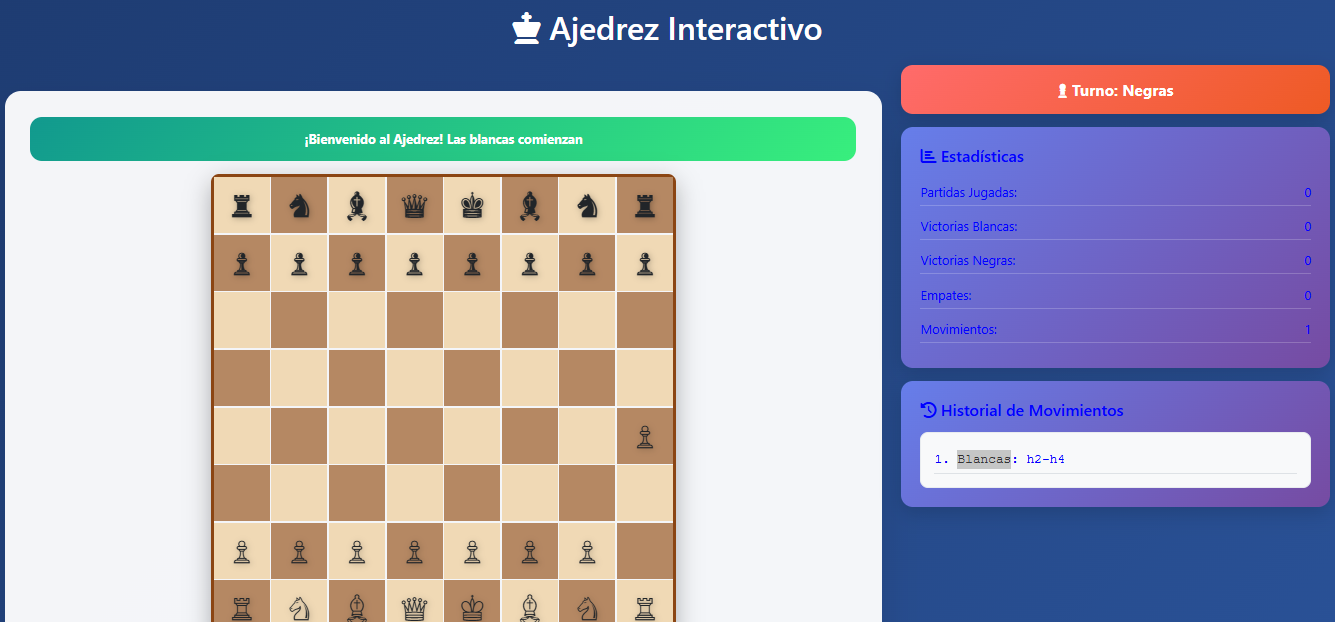 Ajedrez Interactivo
¡Bienvenido al Ajedrez! Las blancas comienzan
Turno: Negras
Estadísticas
Partidas Jugadas: 0
Victorias Blancas: 0
Victorias Negras: 0
Empates: 0
Movimientos: 1
Historial de Movimientos
1. Blancas: h2-h4